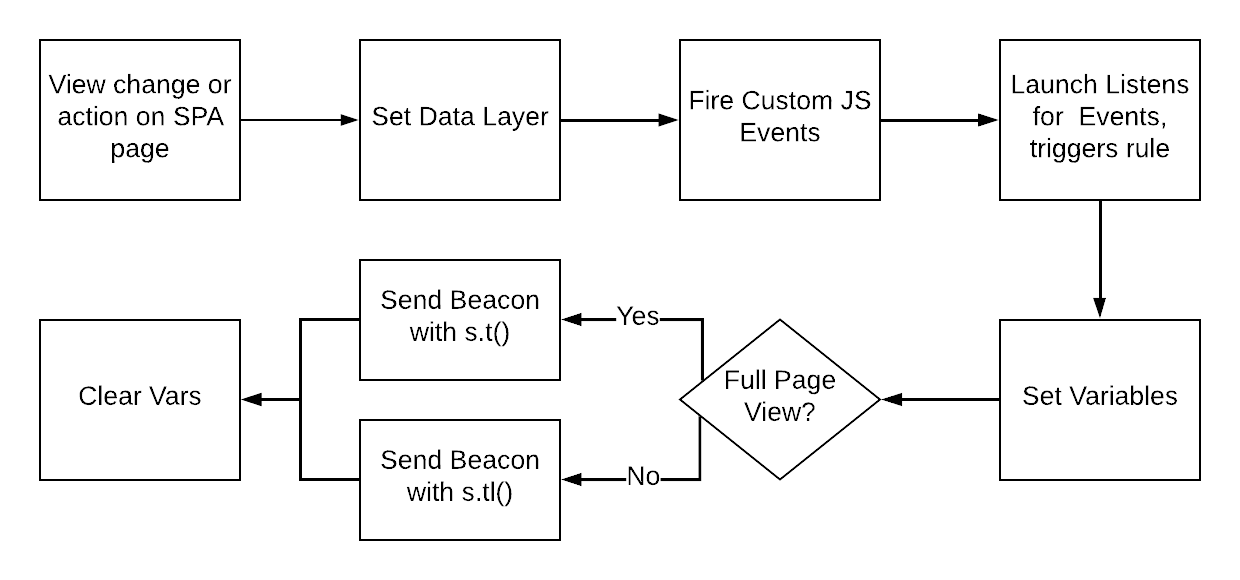 View change or
action on SPA
page
Set Data Layer
Fire Custom JS
Events
Launch Listens
for  Events,
triggers rule
Send Beacon
with s.t()
Yes
Full Page
View?
Set Variables
Clear Vars
Send Beacon
with s.tl()
No